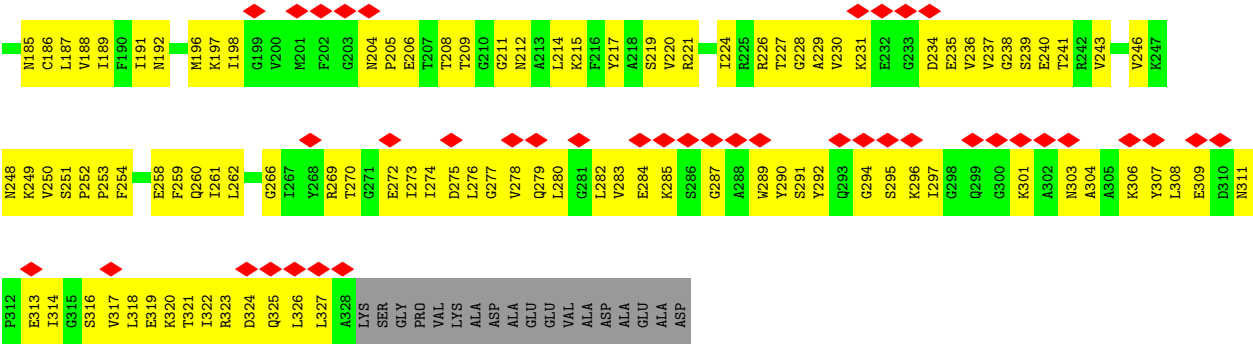 N185 C186 L187 V188 I189 F190 I191 N192 M196 K197 I198 G199 V200 M201 F202 G203 N204 P205 E206 T207 T208 T209 G210 G211 N212 A213 L214 K215 F216 Y217 A218 S219 V220 R221 I224 R225 R226 T227 G228 A229 V230 K231 E232 G233 D234 E235 V236 V237 G238 S239 E240 T241 R242 V243 V246 K247
N248 K249 V250 S251 P252 P253 F254 E258 F259 Q260 I261 L262 G266 I267 Y268 R269 T270 G271 E272 I273 I274 D275 L276 G277 V278 Q279 L280 G281 L282 V283 E284 K285 S286 G287 A288 W289 Y290 S291 Y292 Q293 G294 S295 K296 I297 G298 Q299 G300 K301 A302 N303 A304 A305 K306 Y307 L308 E309 D310 N311
P312 E313 I314 G315 S316 V317 L318 E319 K320 T321 I322 R323 D324 Q325 L326 L327 A328 LYS SER GLY PRO VAL LYS ALA ASP ALA GLU GLU VAL ALA ASP ALA GLU ALA ASP